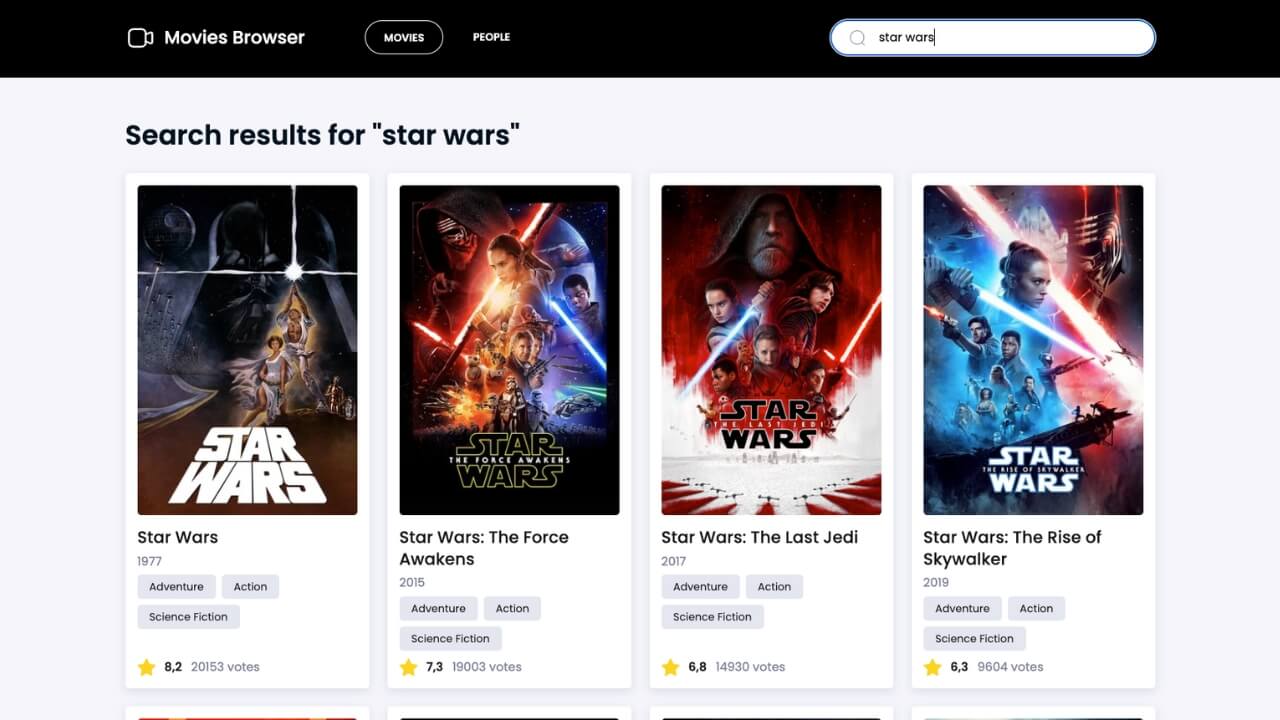 Movies Browser
MOVIES
PEOPLE
star wars
Search results for "star wars"
STAR
WARS
STAR
THE FORCE AWAKENS
WARS
STAR
THE LAST JEDI
WARS
STAR
THE RISE OF SKYWALKER
WARS
Star Wars
1977
Adventure
Action
Science Fiction
8,2
20153 votes
Star Wars: The Force
Awakens
2015
Adventure
Action
Science Fiction
7,3
19003 votes
Star Wars: The Last Jedi
2017
Adventure
Action
Science Fiction
6,8
14930 votes
Star Wars: The Rise of
Skywalker
2019
Adventure
Action
Science Fiction
6,3
9604 votes